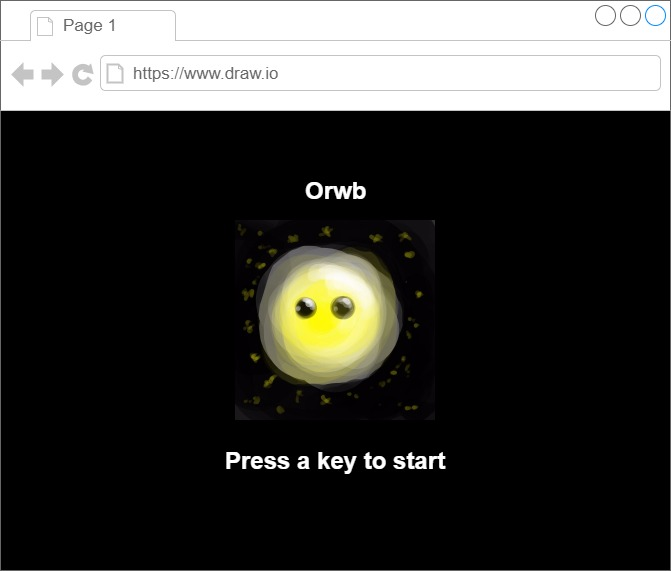 Page 1
https://www.draw.io
Orwb
Press a key to start